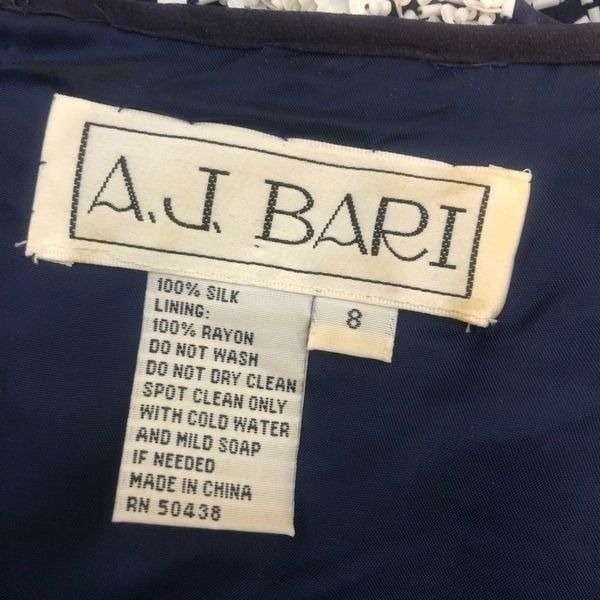 A.J. BARI
100% SILK
LINING:
100% RAYON
DO NOT WASH
DO NOT DRY CLEAN
SPOT CLEAN ONLY
WITH COLD WATER
AND MILD SOAP
IF NEEDED
MADE IN CHINA
RN 50438
8